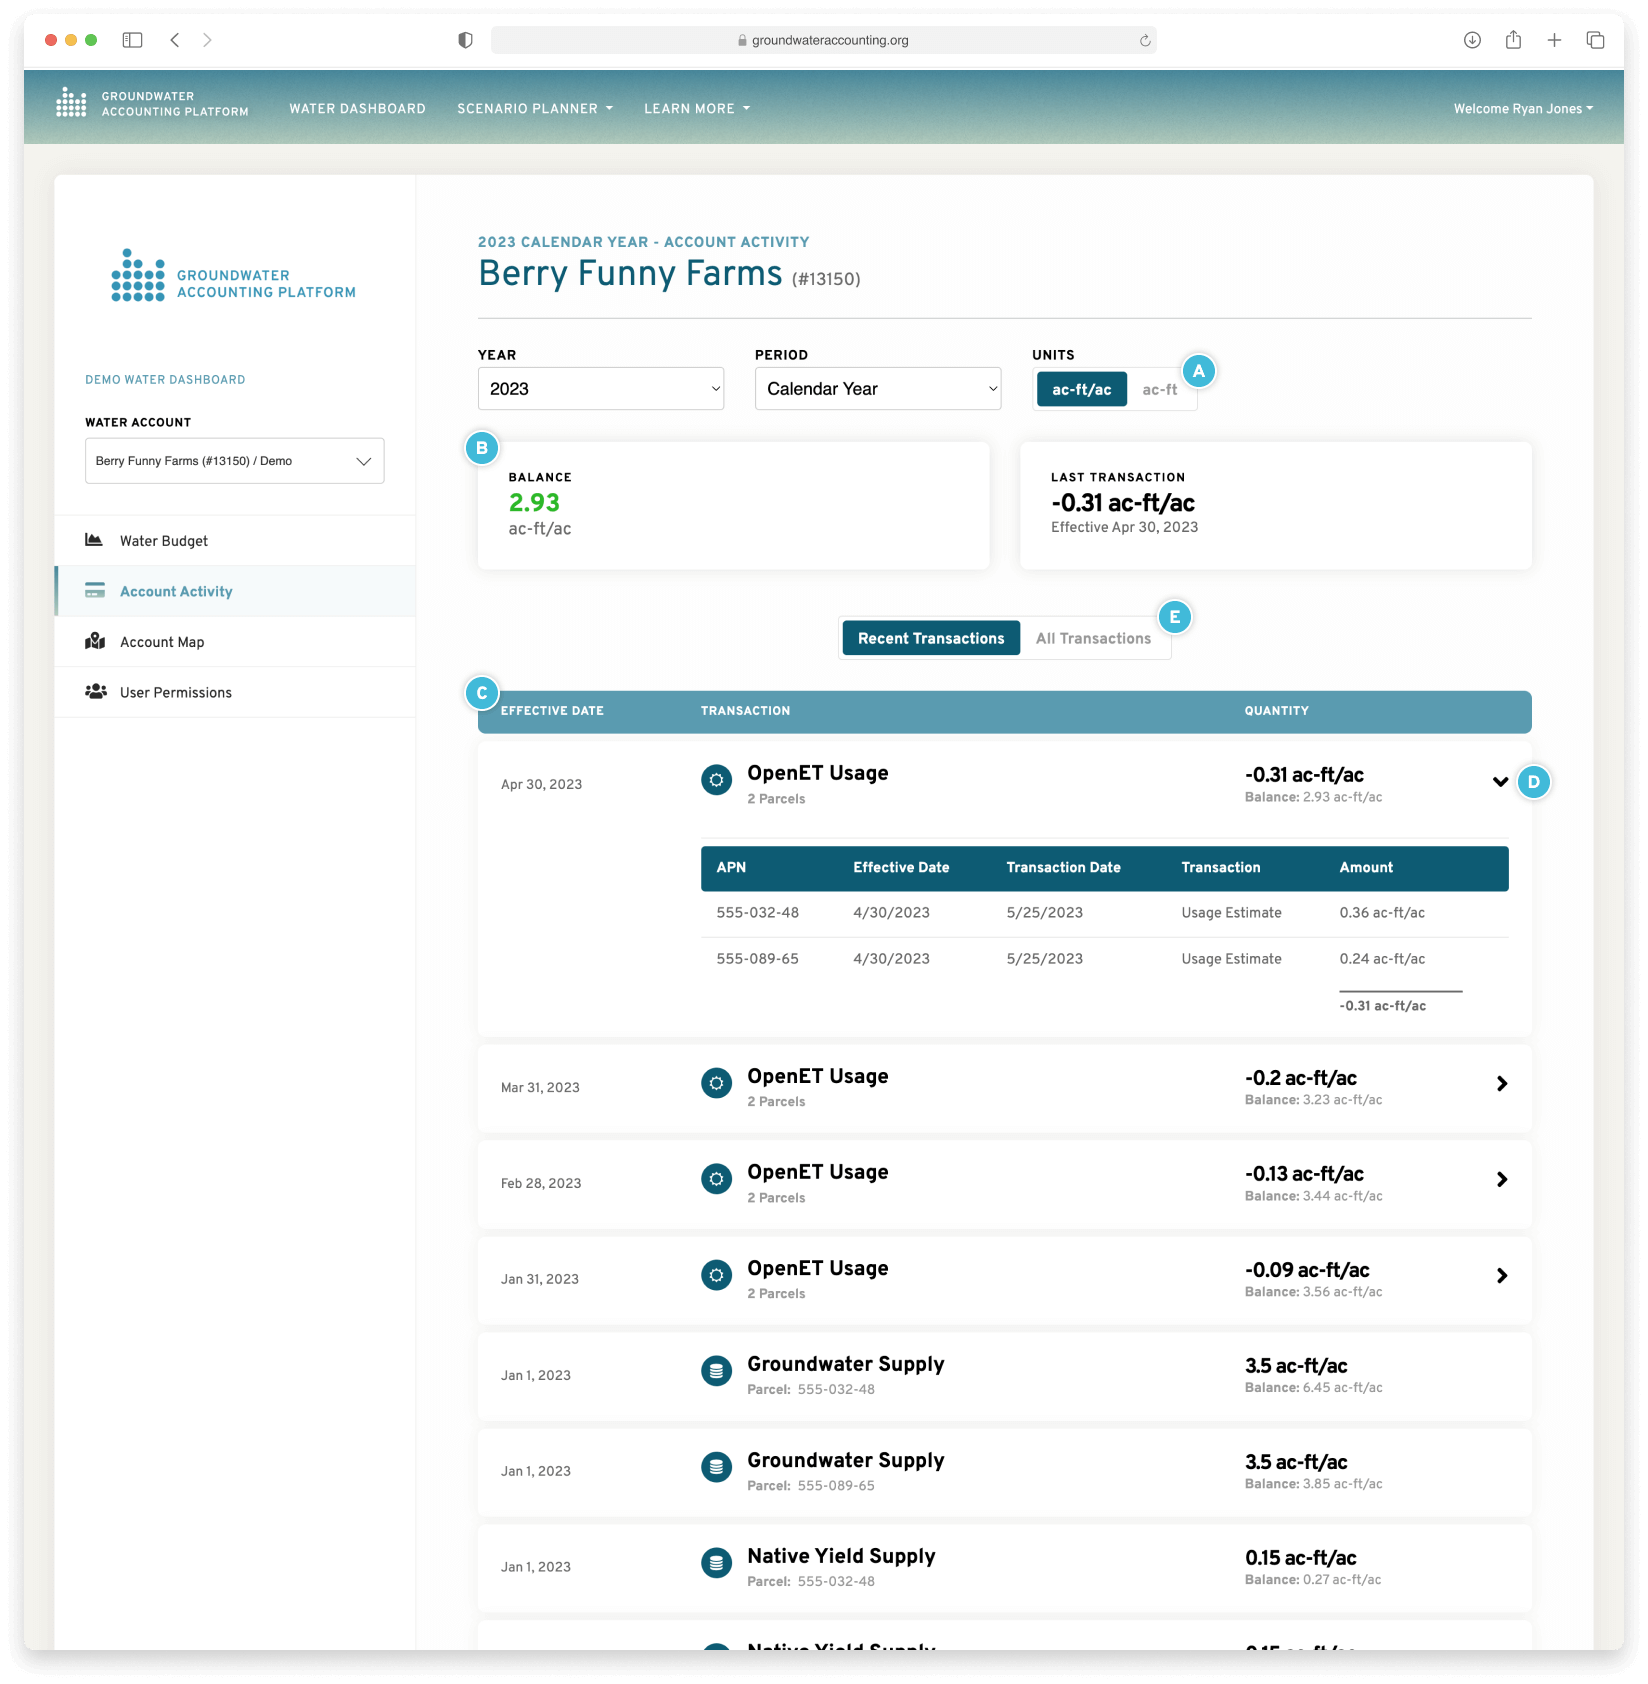 groundwateraccounting.org
GROUNDWATER
ACCOUNTING PLATFORM
WATER DASHBOARD
SCENARIO PLANNER
LEARN MORE
Welcome Ryan Jones
GROUNDWATER
ACCOUNTING PLATFORM
DEMO WATER DASHBOARD
WATER ACCOUNT
Berry Funny Farms (#13150) / Demo
Water Budget
Account Activity
Account Map
User Permissions
2023 CALENDAR YEAR - ACCOUNT ACTIVITY
Berry Funny Farms (#13150)
YEAR
2023
PERIOD
Calendar Year
UNITS
ac-ft/ac ac-ft
A
B
BALANCE
2.93
ac-ft/ac
LAST TRANSACTION
-0.31 ac-ft/ac
Effective Apr 30, 2023
Recent Transactions All Transactions
E
C
EFFECTIVE DATE TRANSACTION QUANTITY
Apr 30, 2023
OpenET Usage
2 Parcels
-0.31 ac-ft/ac
Balance: 2.93 ac-ft/ac
D
APN Effective Date Transaction Date Transaction Amount
555-032-48 4/30/2023 5/25/2023 Usage Estimate 0.36 ac-ft/ac
555-089-65 4/30/2023 5/25/2023 Usage Estimate 0.24 ac-ft/ac
-0.31 ac-ft/ac
Mar 31, 2023
OpenET Usage
2 Parcels
-0.2 ac-ft/ac
Balance: 3.23 ac-ft/ac
Feb 28, 2023
OpenET Usage
2 Parcels
-0.13 ac-ft/ac
Balance: 3.44 ac-ft/ac
Jan 31, 2023
OpenET Usage
2 Parcels
-0.09 ac-ft/ac
Balance: 3.56 ac-ft/ac
Jan 1, 2023
Groundwater Supply
Parcel: 555-032-48
3.5 ac-ft/ac
Balance: 6.45 ac-ft/ac
Jan 1, 2023
Groundwater Supply
Parcel: 555-089-65
3.5 ac-ft/ac
Balance: 3.85 ac-ft/ac
Jan 1, 2023
Native Yield Supply
Parcel: 555-032-48
0.15 ac-ft/ac
Balance: 0.27 ac-ft/ac
Native Yield Supply
0.15 ac-ft/ac